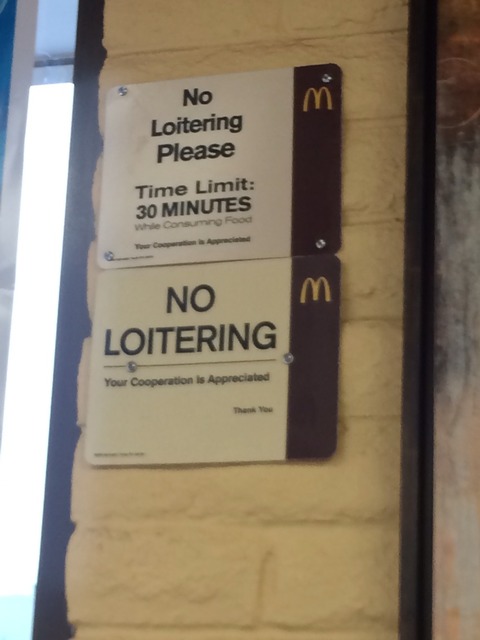 No
Loitering
Please
Time Limit:
30 MINUTES
While Consuming Food
Your Cooperation is Appreciated
NO
LOITERING
Your Cooperation Is Appreciated
Thank You